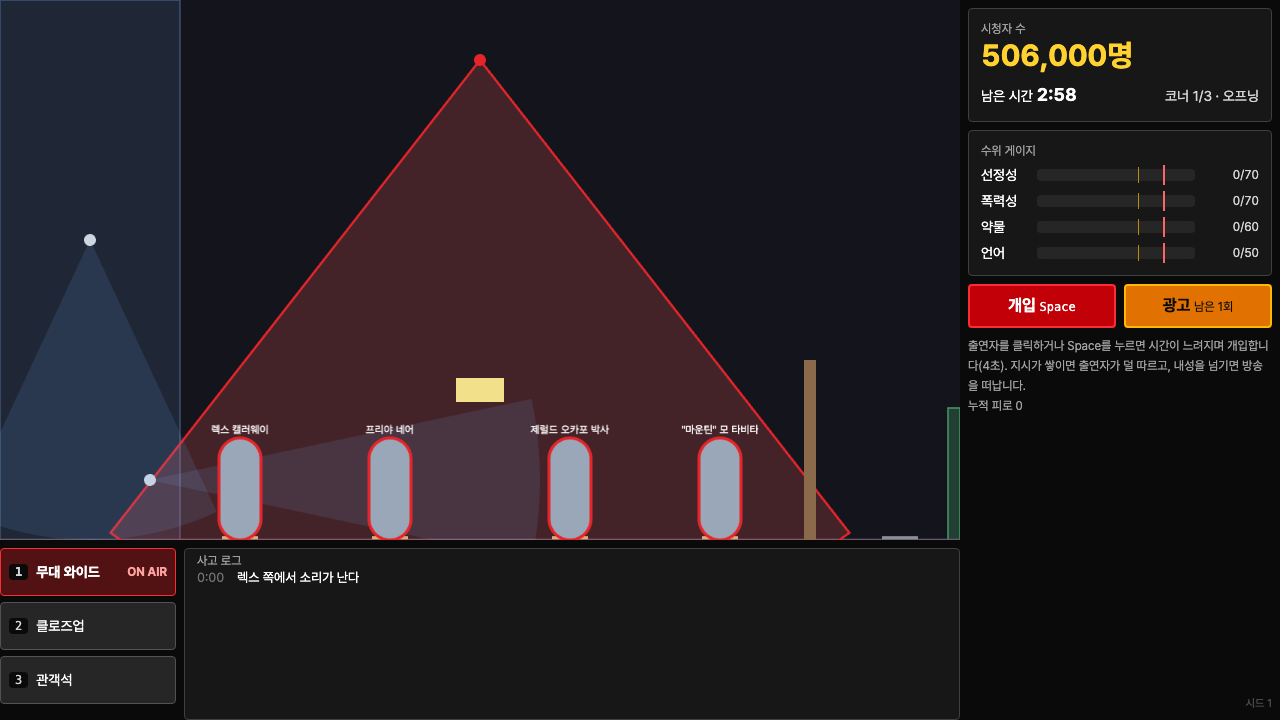 시청자 수
506,000명
남은 시간 2:58
코너 1/3 · 오프닝
수위 게이지
선정성 0/70
폭력성 0/70
약물 0/60
언어 0/50
개입 Space
광고 남은 1회
출연자를 클릭하거나 Space를 누르면 시간이 느려지며 개입합니
다(4초). 지시가 쌓이면 출연자가 덜 따르고, 내성을 넘기면 방송
을 떠납니다.
누적 피로 0
렉스 캘러웨이
프리야 네어
제럴드 오카포 박사
"마운틴" 모 타비타
1 무대 와이드 ON AIR
2 클로즈업
3 관객석
사고 로그
0:00 렉스 쪽에서 소리가 난다
시드 1